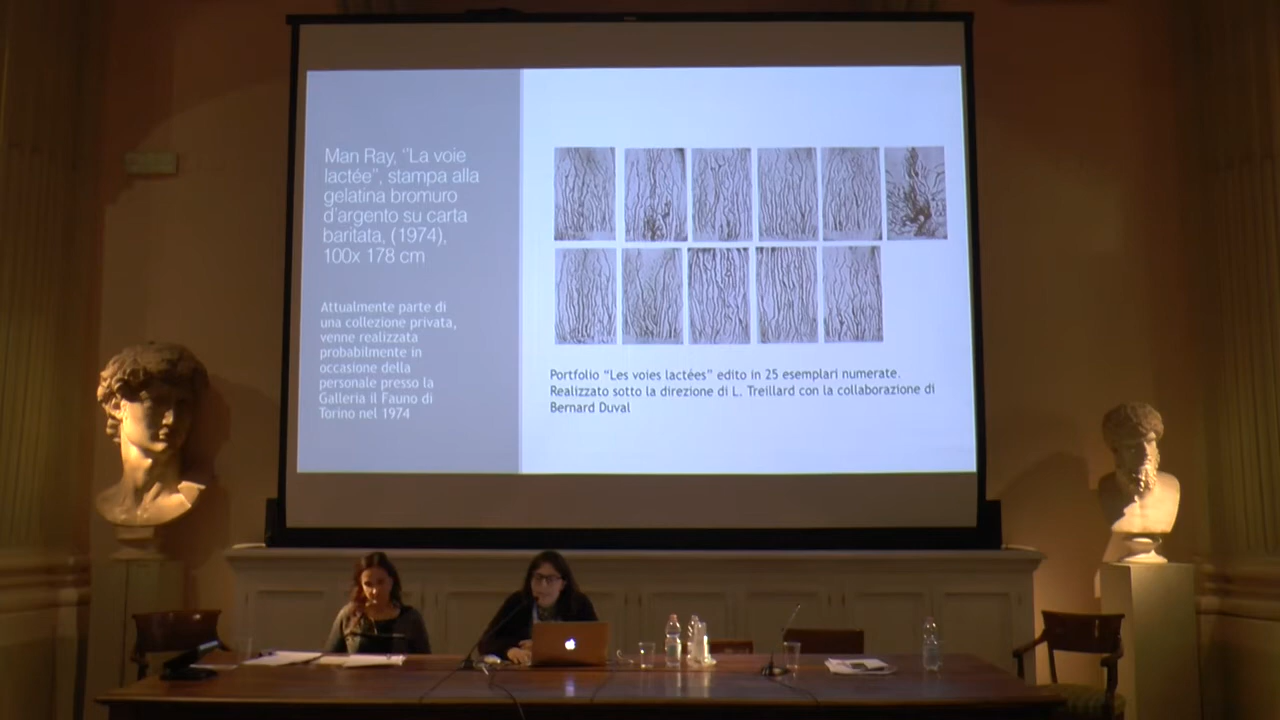 Man Ray, "La voie
lactée", stampa alla
gelatina bromuro
d'argento su carta
baritata, (1974),
100x 178 cm
Attualmente parte di
una collezione privata,
venne realizzata
probabilmente in
occasione della
personale presso la
Galleria il Fauno di
Torino nel 1974
Portfolio "Les voies lactées" edito in 25 esemplari numerate.
Realizzato sotto la direzione di L. Treillard con la collaborazione di
Bernard Duval